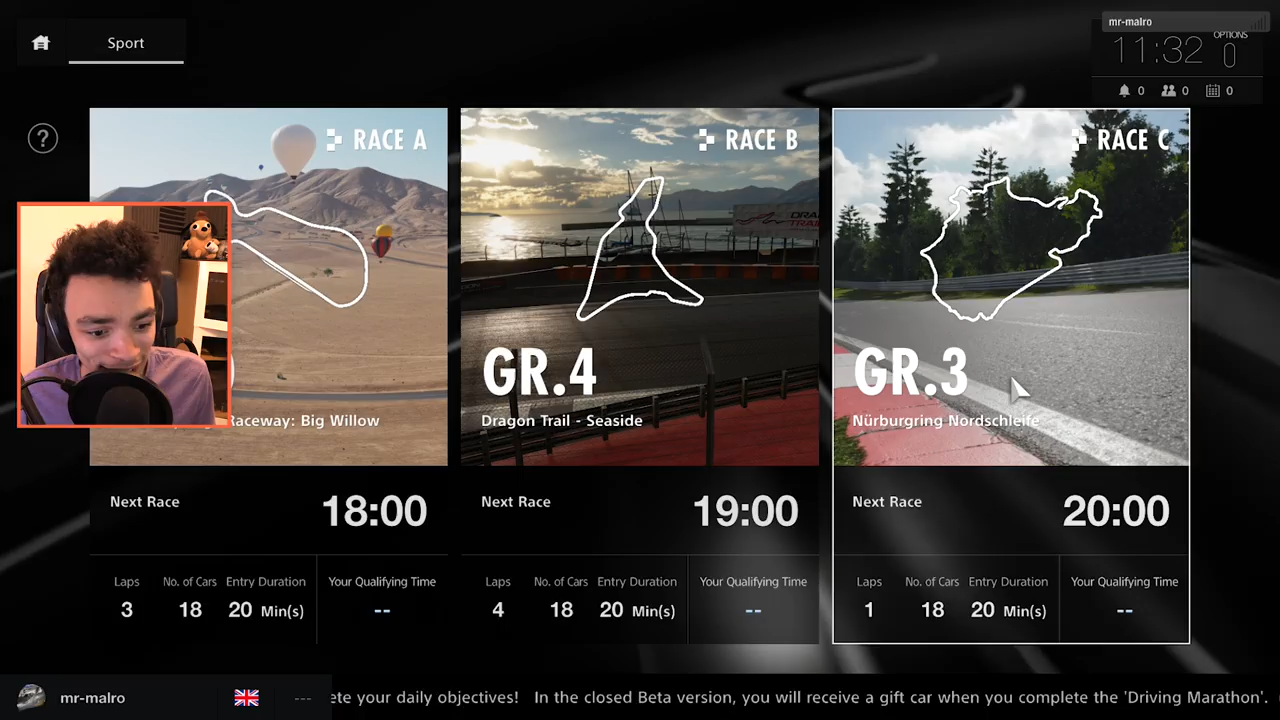 Sport
mr-malro
OPTIONS
11:32
0 0 0
?
RACE A
Raceway: Big Willow
Next Race 18:00
Laps No. of Cars Entry Duration Your Qualifying Time
3 18 20 Min(s) --
RACE B
GR.4
Dragon Trail - Seaside
Next Race 19:00
Laps No. of Cars Entry Duration Your Qualifying Time
4 18 20 Min(s) --
RACE C
GR.3
Nürburgring Nordschleife
Next Race 20:00
Laps No. of Cars Entry Duration Your Qualifying Time
1 18 20 Min(s) --
mr-malro ---
ete your daily objectives! In the closed Beta version, you will receive a gift car when you complete the 'Driving Marathon'.